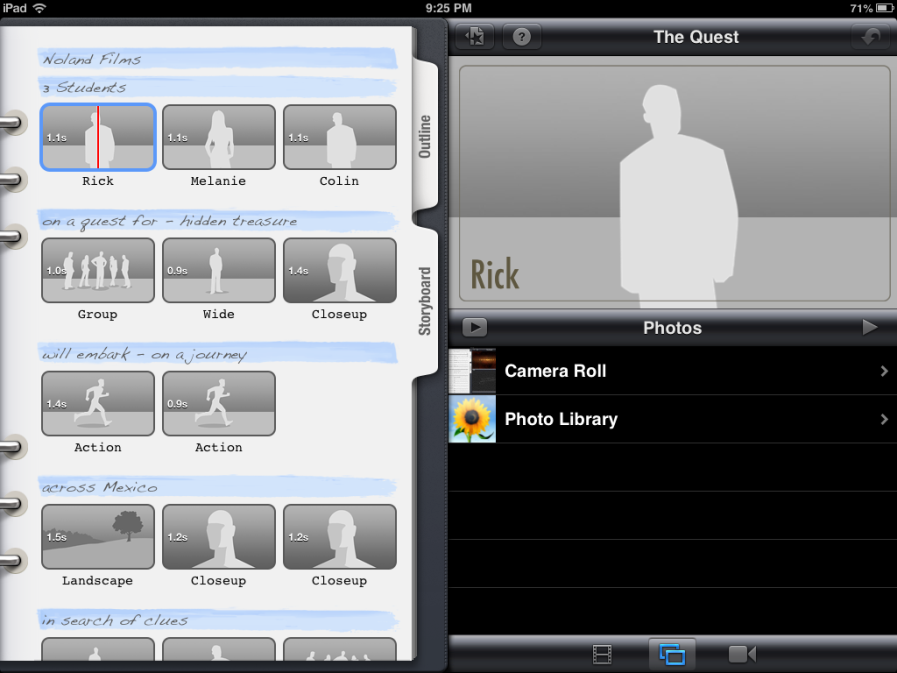 iPad 9:25 PM 71%
Noland Films
3 Students
1.1s 1.1s 1.1s
Rick Melanie Colin
on a quest for - hidden treasure
1.0s 0.9s 1.4s
Group Wide Closeup
will embark - on a journey
1.4s 0.9s
Action Action
across Mexico
1.5s 1.2s 1.2s
Landscape Closeup Closeup
in search of clues
Outline
Storyboard
?
The Quest
Rick
Photos
Camera Roll
Photo Library